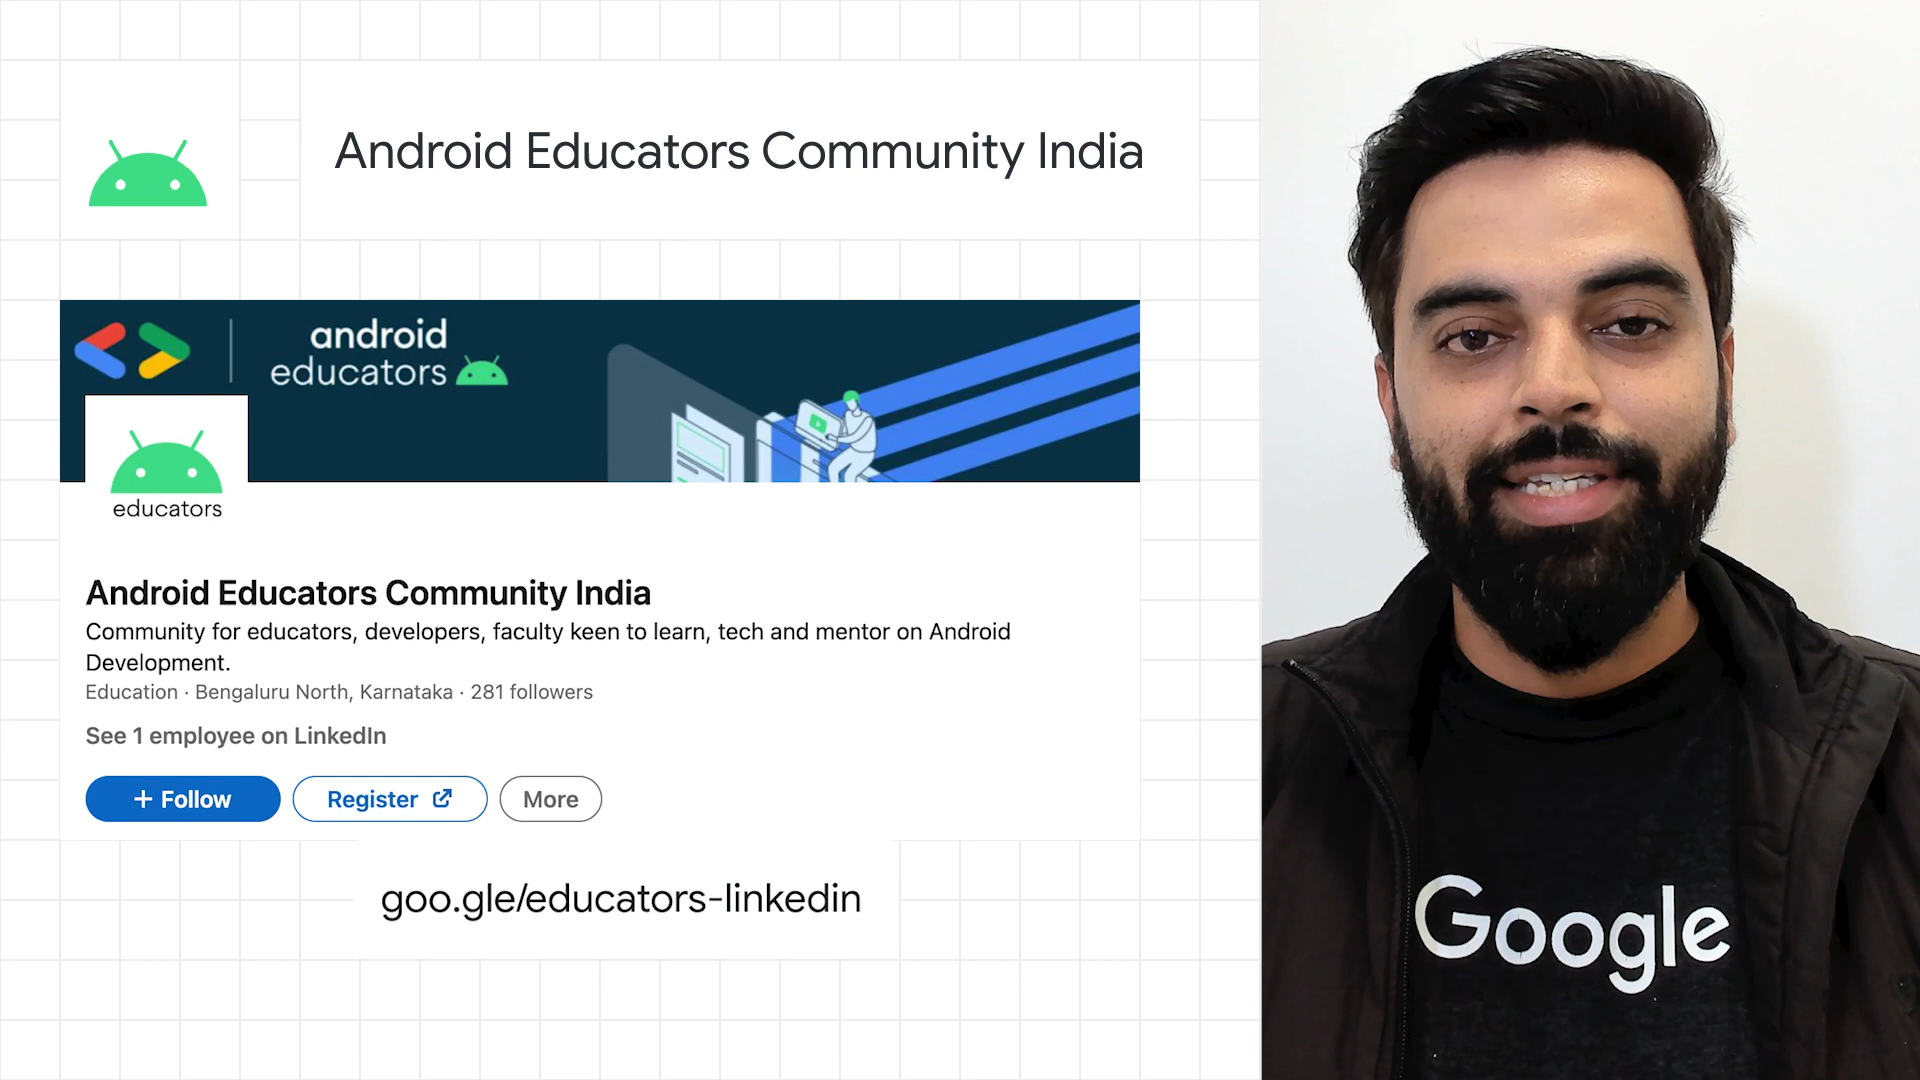 Android Educators Community India
android
educators
educators
Android Educators Community India
Community for educators, developers, faculty keen to learn, tech and mentor on Android
Development.
Education · Bengaluru North, Karnataka · 281 followers
See 1 employee on LinkedIn
+ Follow
Register
More
goo.gle/educators-linkedin
Google